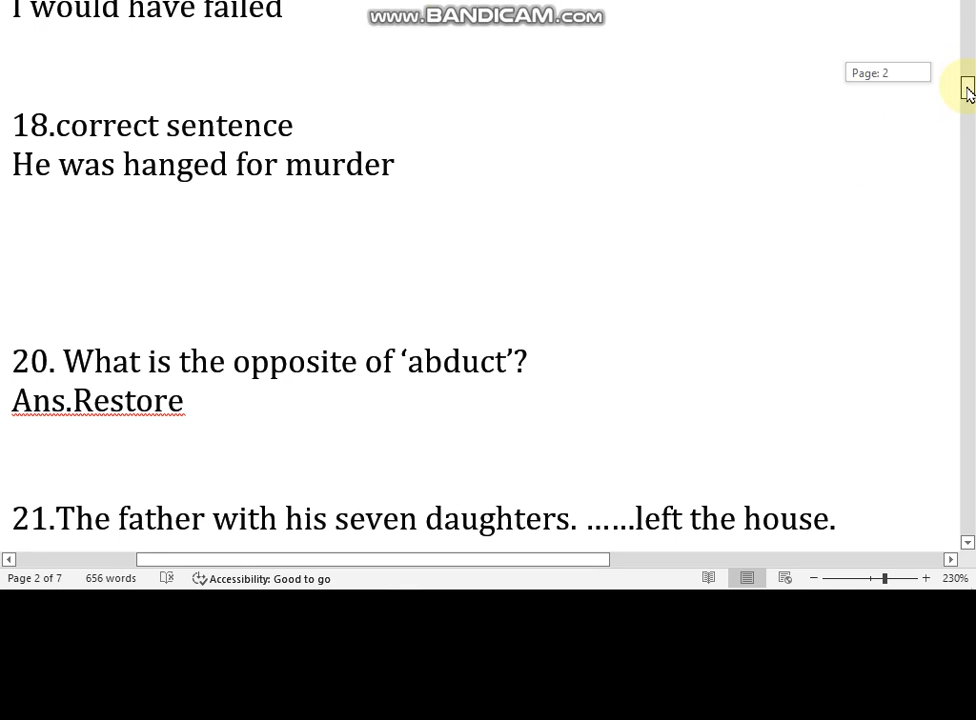 I would have failed
www.BANDICAM.com
Page: 2
18.correct sentence
He was hanged for murder
20. What is the opposite of ‘abduct’?
Ans.Restore
21.The father with his seven daughters. ……left the house.
Page 2 of 7 656 words Accessibility: Good to go 230%